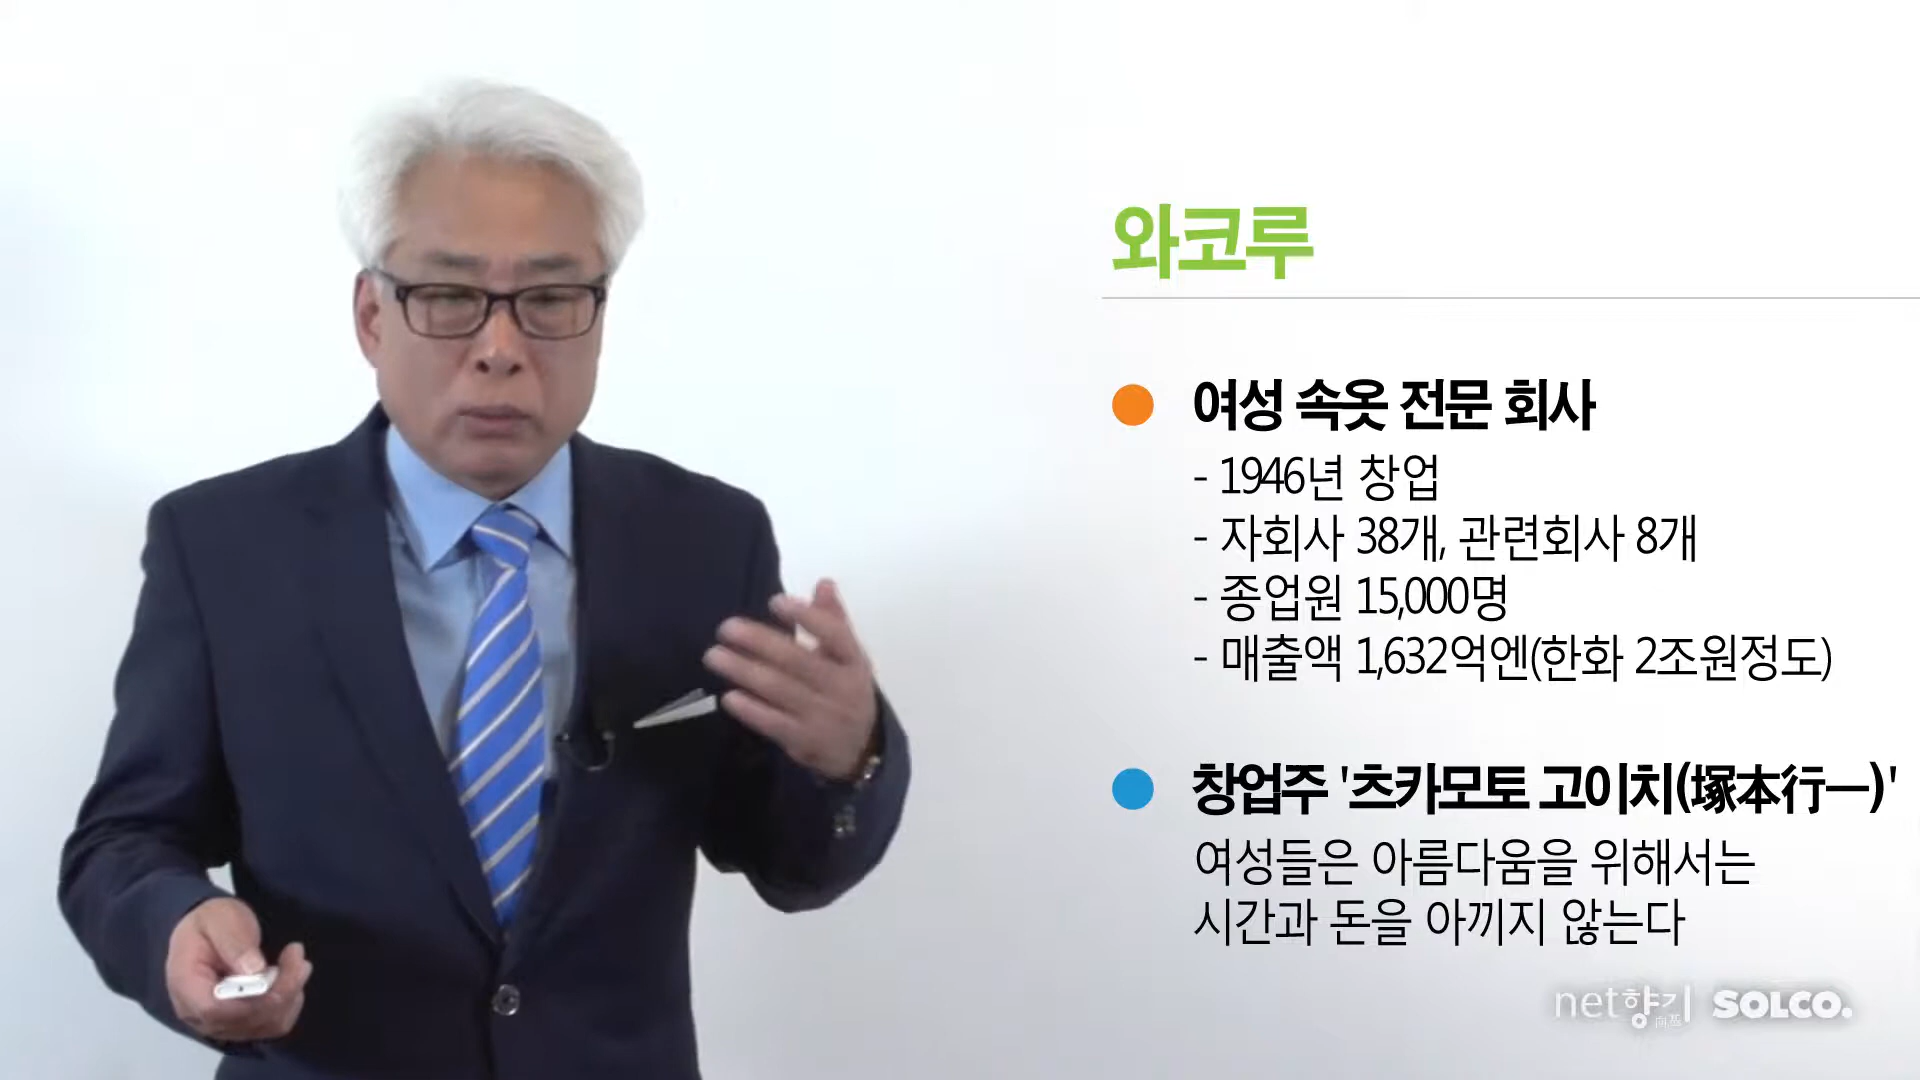 와코루
여성 속옷 전문 회사
- 1946년 창업
- 자회사 38개, 관련회사 8개
- 종업원 15,000명
- 매출액 1,632억엔(한화 2조원정도)
창업주 '츠카모토 고이치(塚本行一)'
여성들은 아름다움을 위해서는
시간과 돈을 아끼지 않는다
net향기 SOLCO.